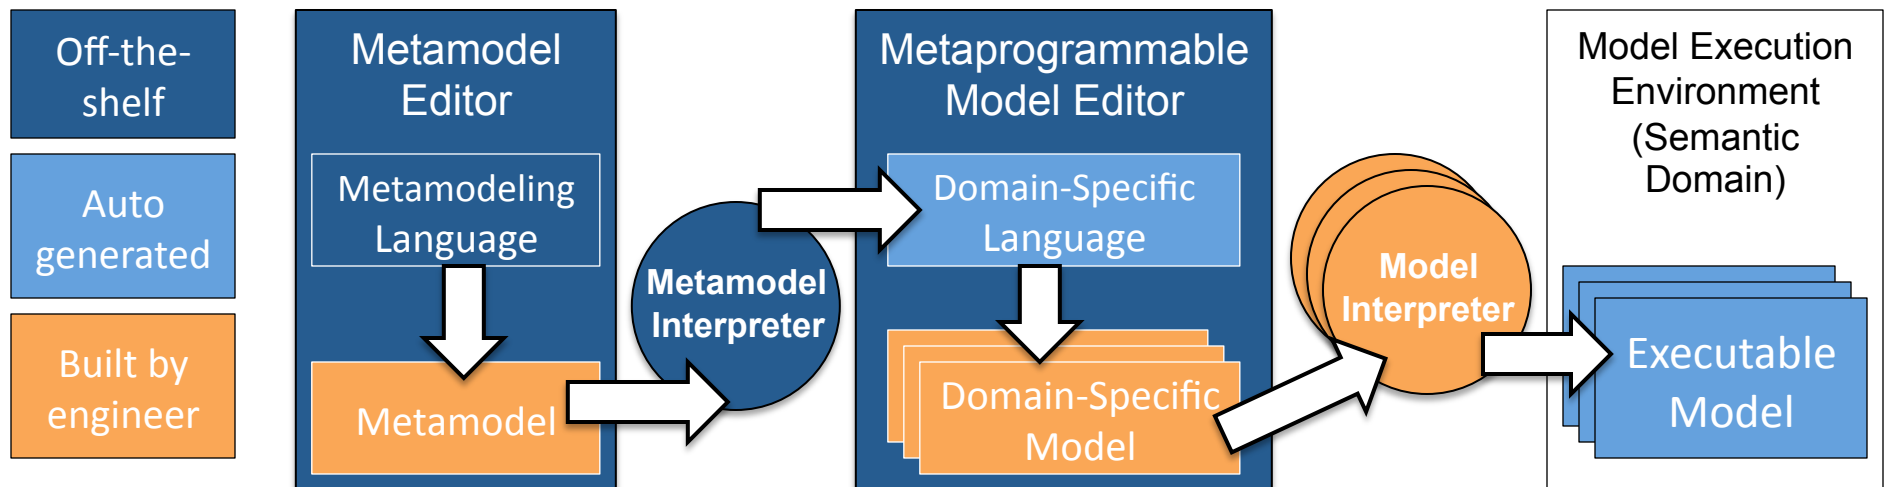 Off-the-
shelf
Auto
generated
Built by
engineer
Metamodel
Editor
Metamodeling
Language
Metamodel
Metamodel
Interpreter
Metaprogrammable
Model Editor
Domain-Specific
Language
Domain-Specific
Model
Model
Interpreter
Model Execution
Environment
(Semantic
Domain)
Executable
Model